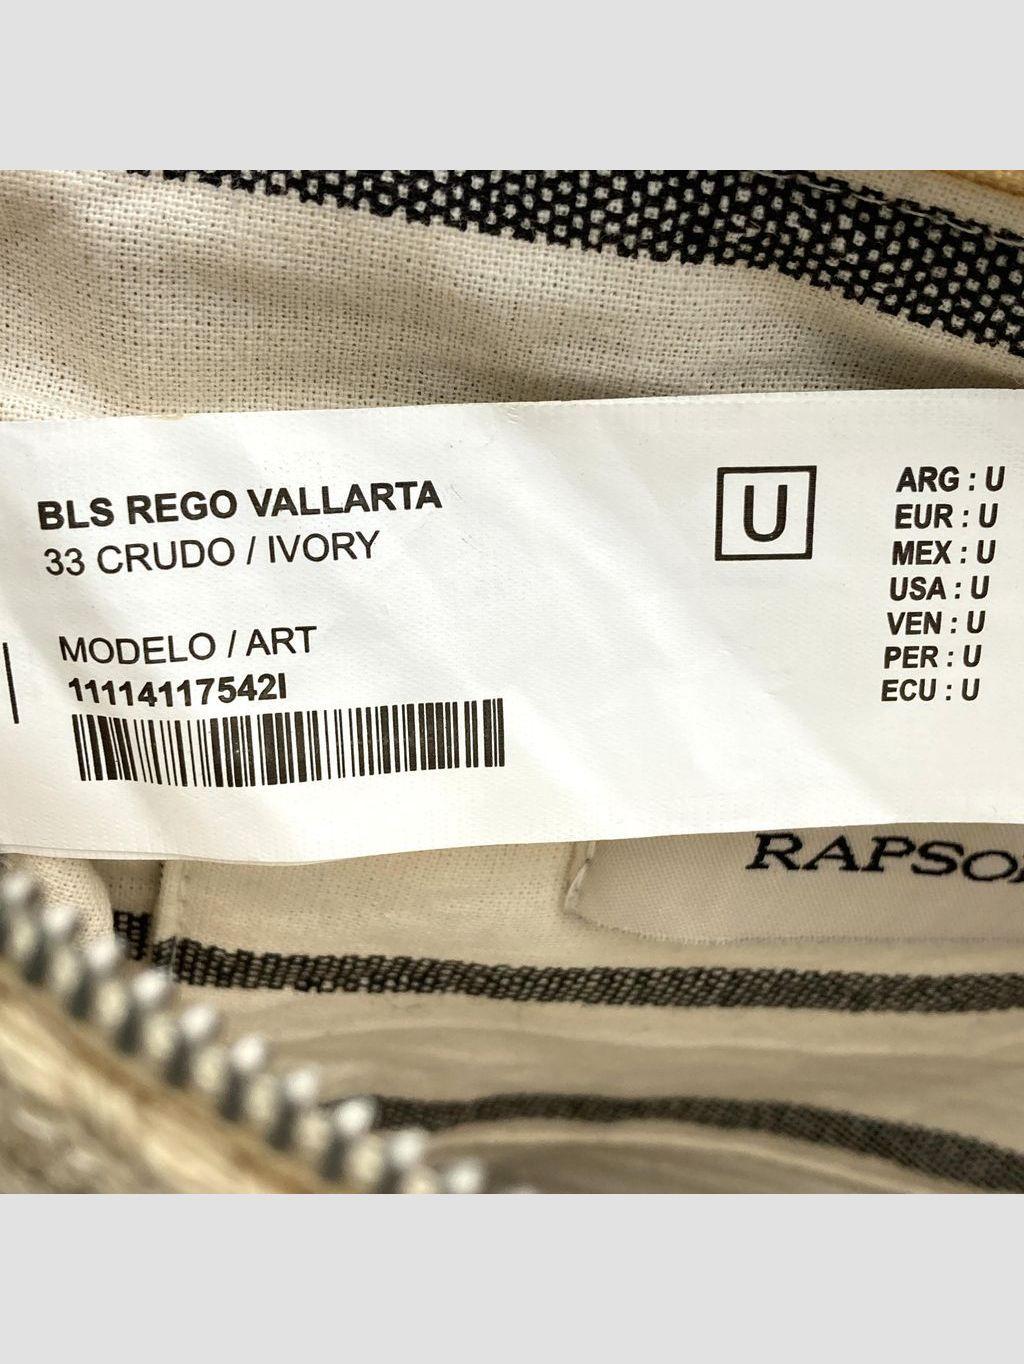 BLS REGO VALLARTA
33 CRUDO / IVORY
MODELO / ART
11114117542I
U
ARG : U
EUR : U
MEX : U
USA : U
VEN : U
PER : U
ECU : U
RAPSO